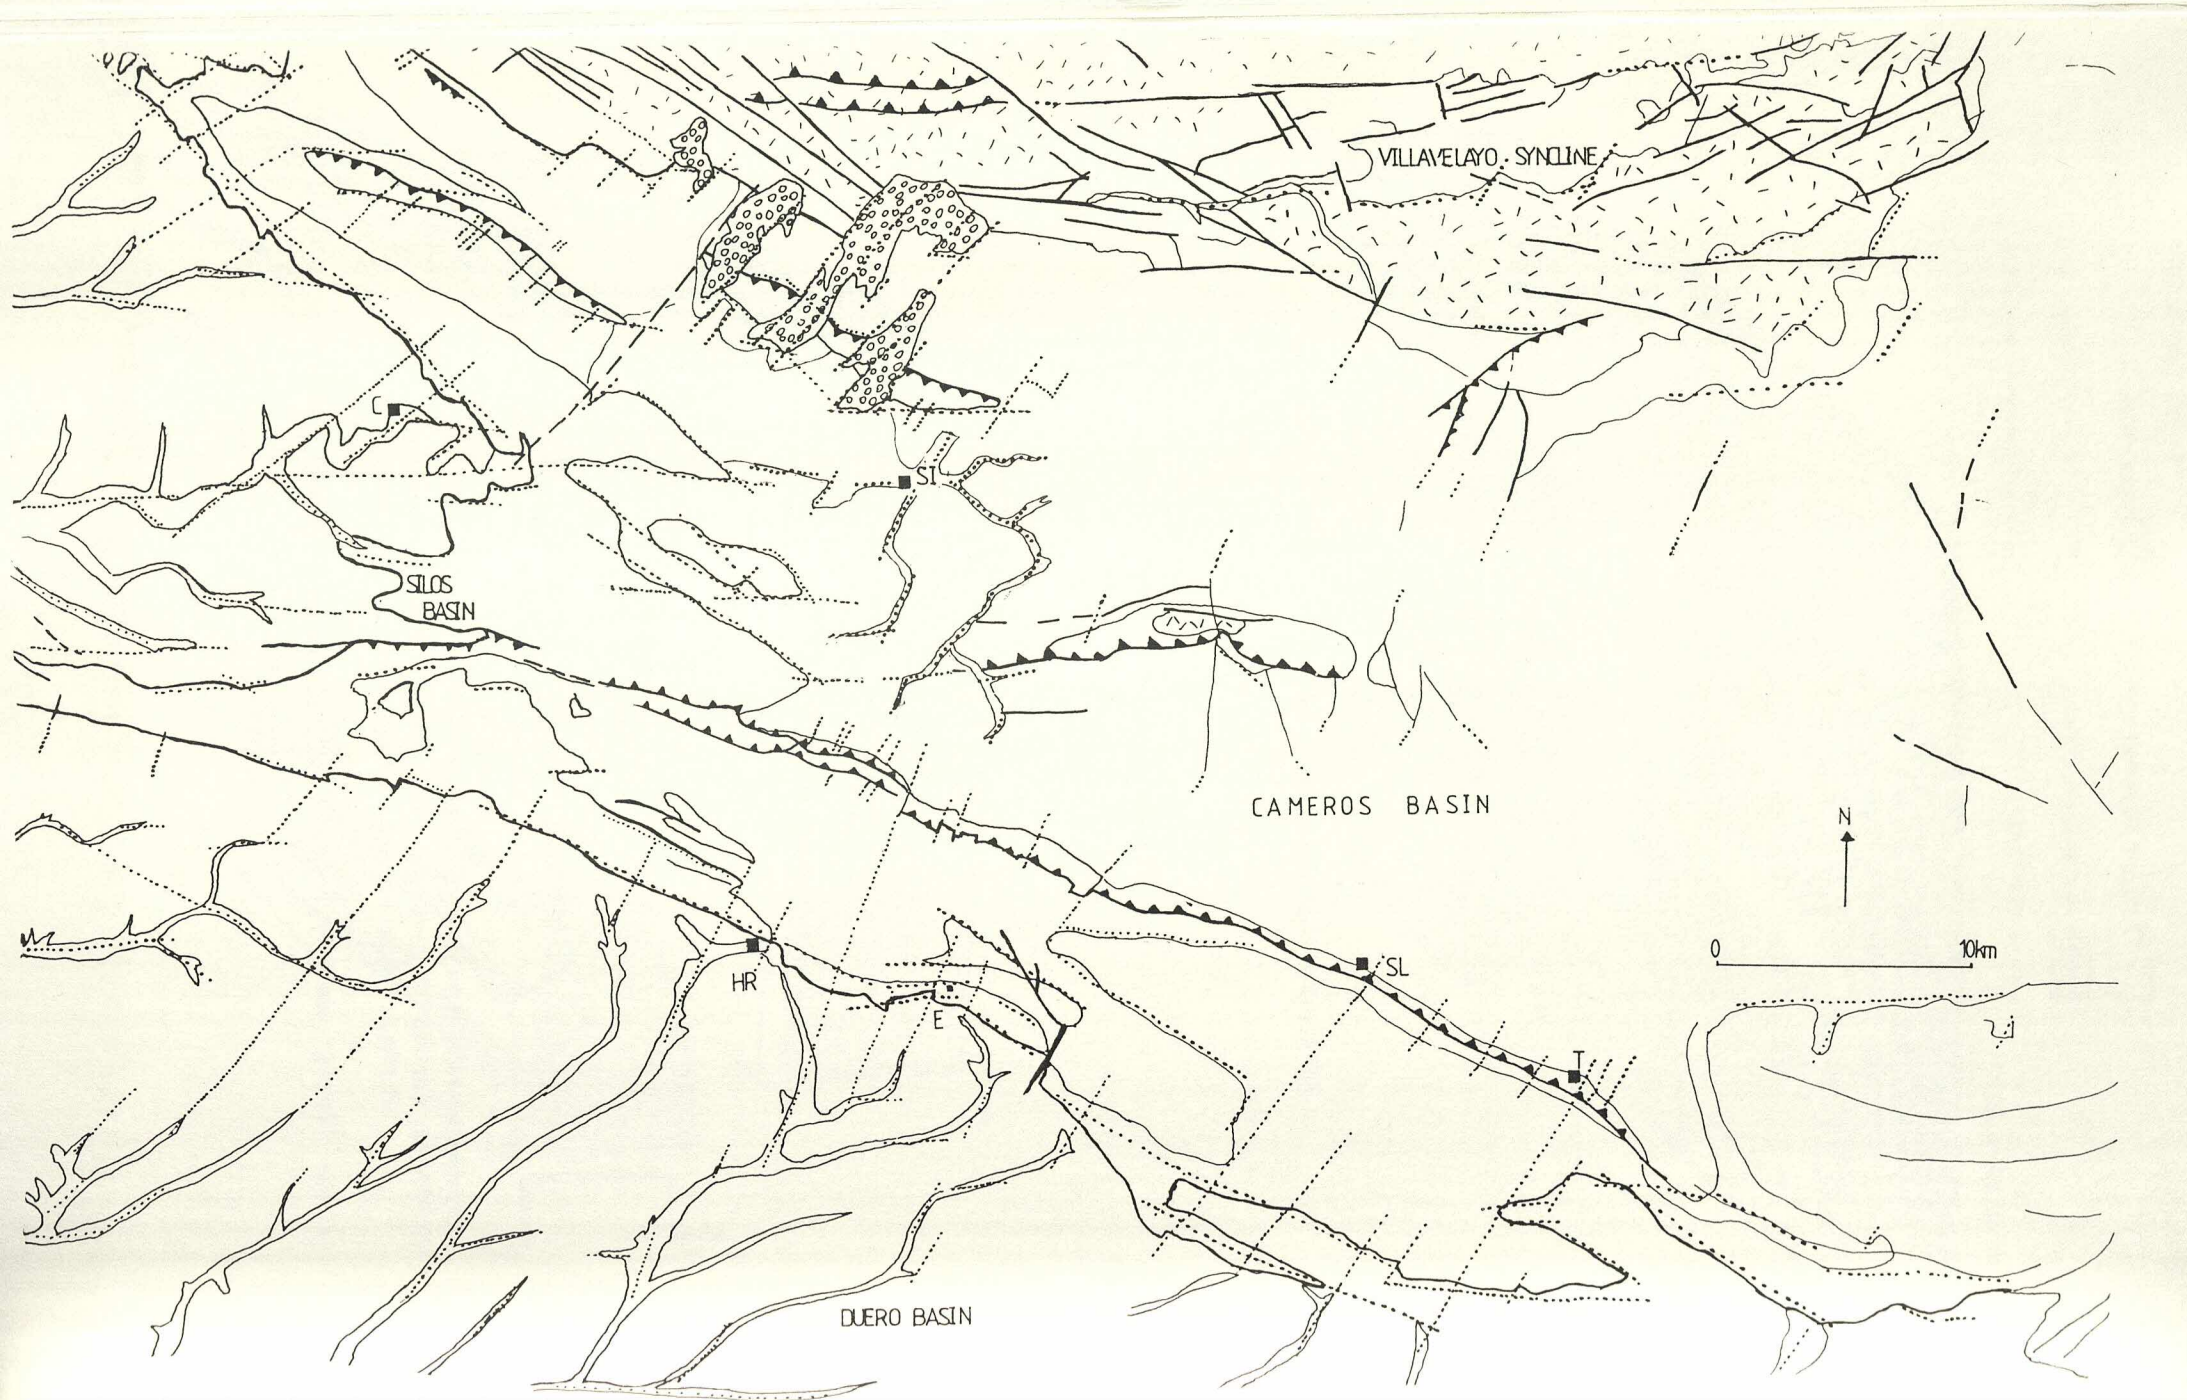 VILLAVELAYO SYNCLINE
C
SI
SILOS
BASIN
CAMEROS BASIN
N
0 10km
HR
SL
E
T
DUERO BASIN